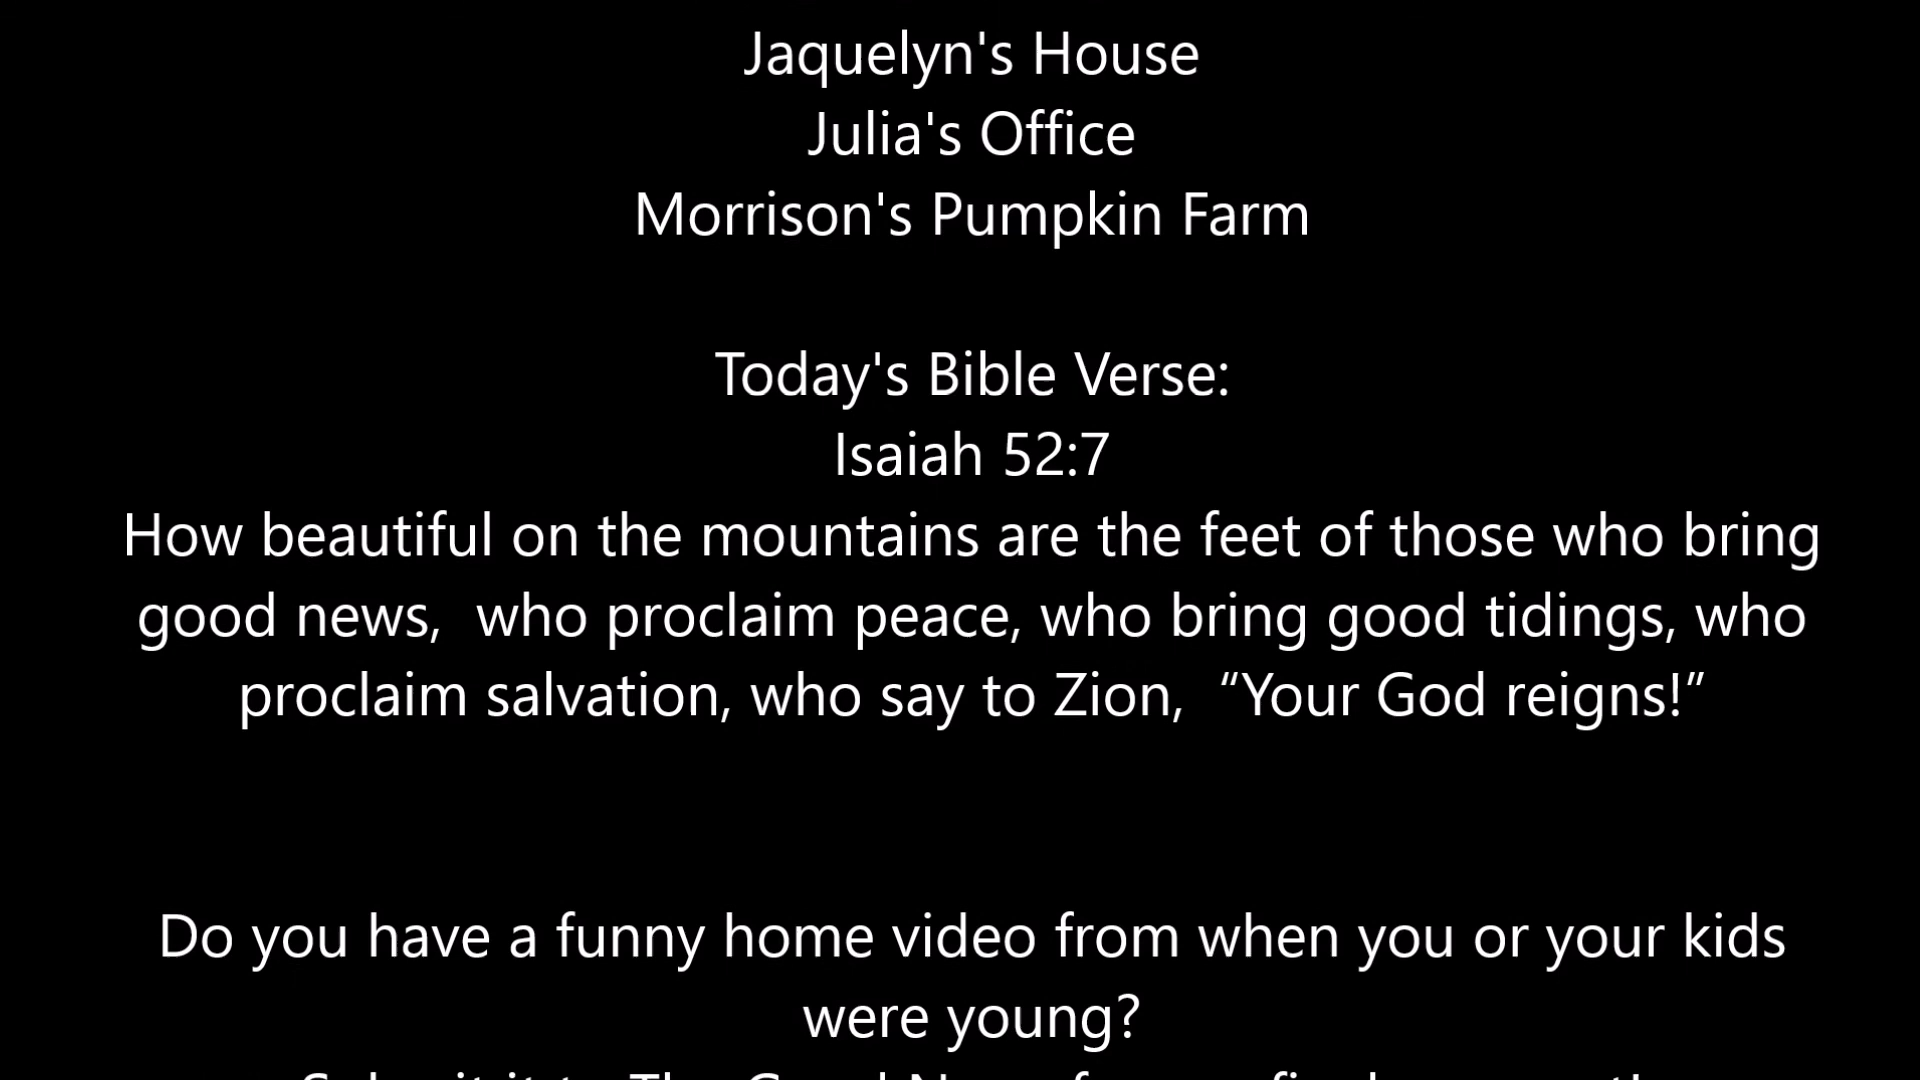 Jaquelyn's House
Julia's Office
Morrison's Pumpkin Farm
Today's Bible Verse:
Isaiah 52:7
How beautiful on the mountains are the feet of those who bring
good news,  who proclaim peace, who bring good tidings, who
proclaim salvation, who say to Zion,  “Your God reigns!”
Do you have a funny home video from when you or your kids
were young?